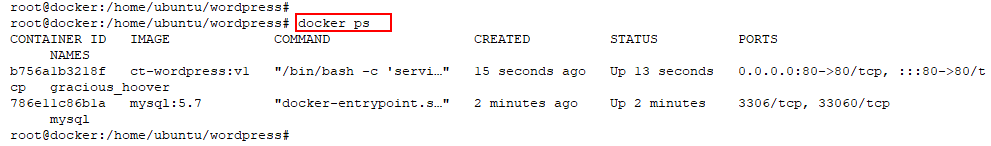 root@docker:/home/ubuntu/wordpress#
root@docker:/home/ubuntu/wordpress# docker ps
CONTAINER ID   IMAGE             COMMAND                  CREATED          STATUS          PORTS
     NAMES
b756a1b3218f   ct-wordpress:v1   "/bin/bash -c 'servi…"   15 seconds ago   Up 13 seconds   0.0.0.0:80->80/tcp, :::80->80/t
cp   gracious_hoover
786e11c86b1a   mysql:5.7         "docker-entrypoint.s…"   2 minutes ago    Up 2 minutes    3306/tcp, 33060/tcp
     mysql
root@docker:/home/ubuntu/wordpress#